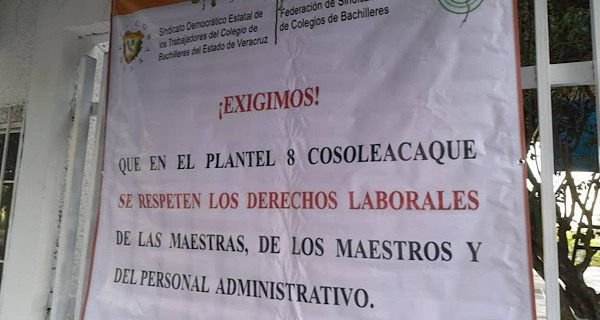 Sindicato Democrático Estatal de
los Trabajadores del Colegio de
Bachilleres del Estado de Veracruz
Federación de
de Colegios de Bachilleres
¡EXIGIMOS!
QUE EN EL PLANTEL 8 COSOLEACAQUE
SE RESPETEN LOS DERECHOS LABORALES
DE LAS MAESTRAS, DE LOS MAESTROS Y
DEL PERSONAL ADMINISTRATIVO.